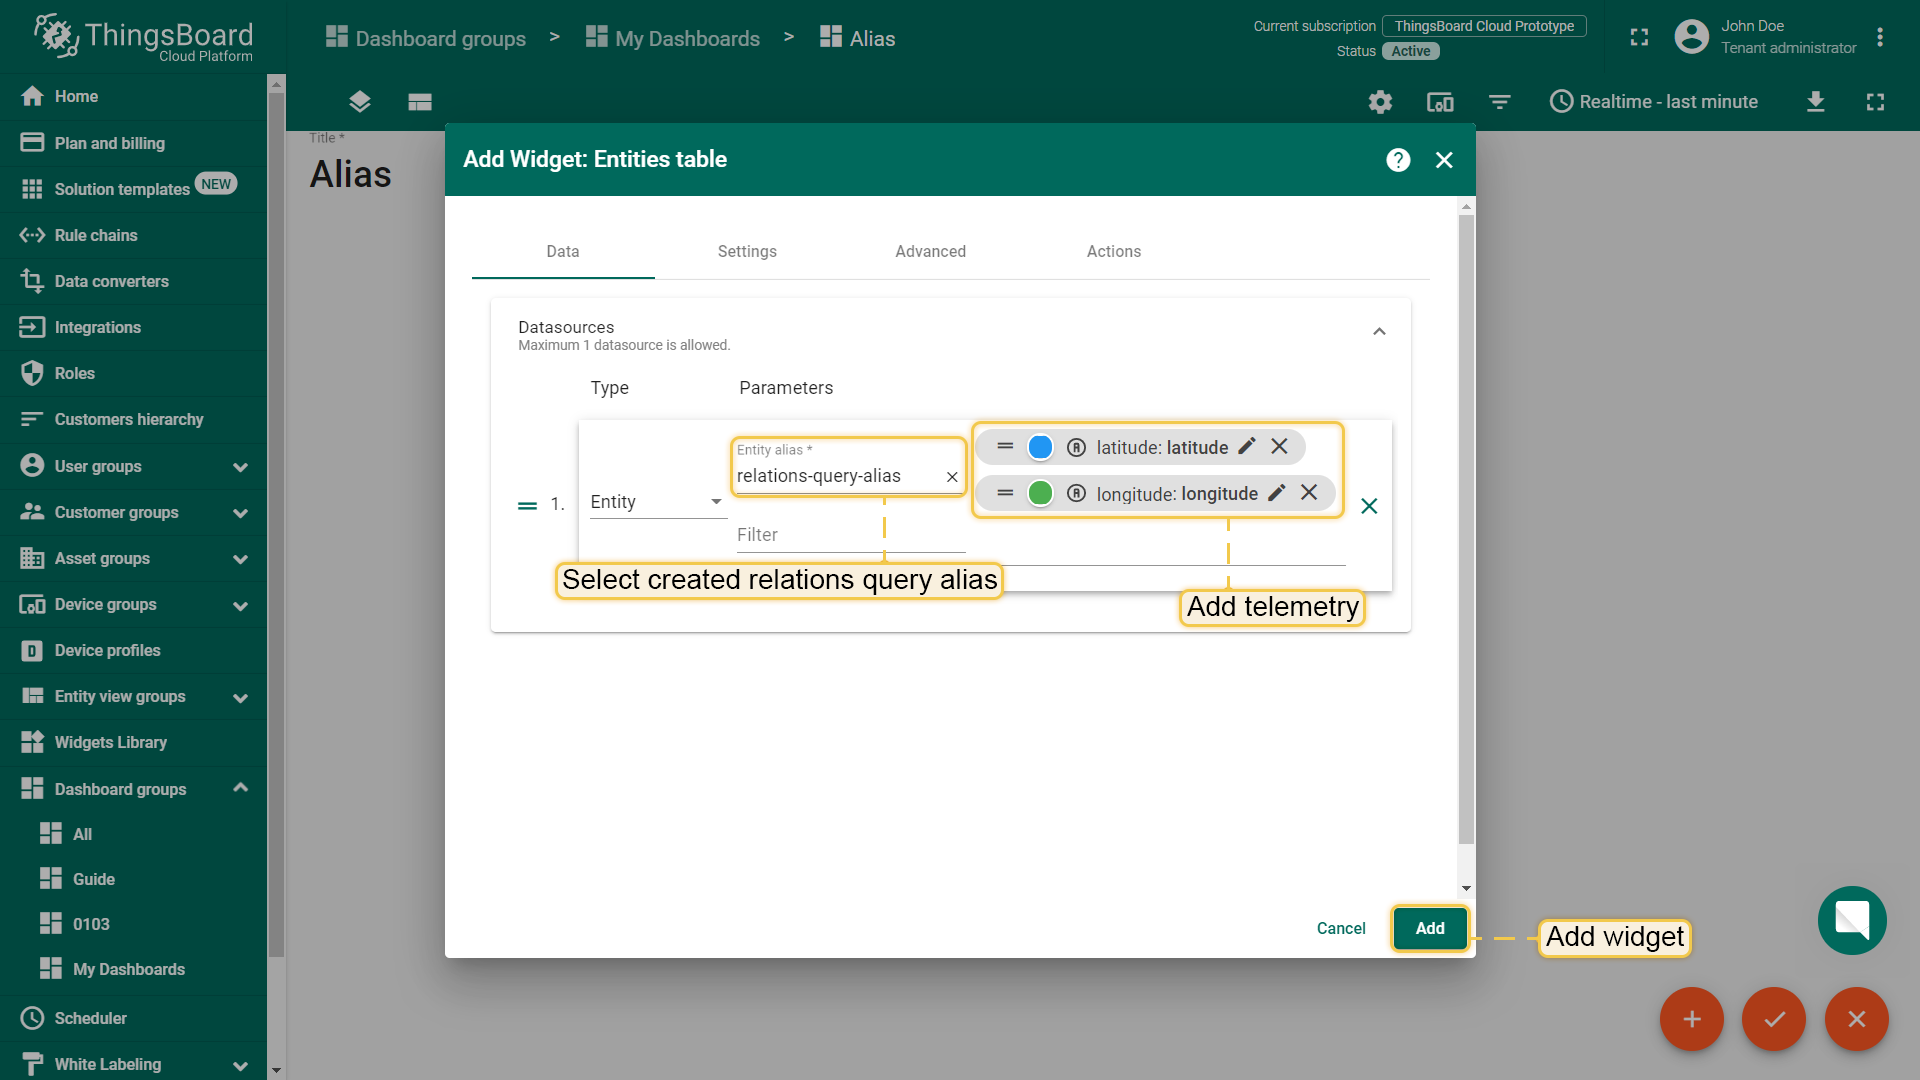 ThingsBoard
Cloud Platform
Dashboard groups > My Dashboards > Alias
Current subscription ThingsBoard Cloud Prototype
Status Active
John Doe
Tenant administrator
Realtime - last minute
Home
Plan and billing
Solution templates NEW
Rule chains
Data converters
Integrations
Roles
Customers hierarchy
User groups
Customer groups
Asset groups
Device groups
Device profiles
Entity view groups
Widgets Library
Dashboard groups
All
Guide
0103
My Dashboards
Scheduler
White Labeling
Title *
Alias
Add Widget: Entities table
Data Settings Advanced Actions
Datasources
Maximum 1 datasource is allowed.
Type Parameters
1. Entity
Entity alias *
relations-query-alias
Filter
latitude: latitude
longitude: longitude
Select created relations query alias
Add telemetry
Cancel Add
Add widget